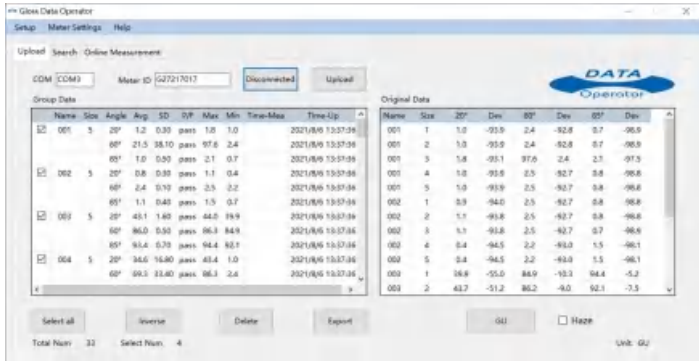 Gloss Data Operator
Setup Meter Settings Help
Upload Search Online Measurement
COM COM3 Meter ID G27217017 Disconnected Upload
DATA
Operator
Group Data
Name Size Angle Avg SD P/F Max Min Time-Mea Time-Up
001 5 20° 1.2 0.30 pass 1.8 1.0 2021/8/6 13:37:36
60° 21.5 38.10 pass 97.6 2.4 2021/8/6 13:37:36
85° 1.0 0.50 pass 2.1 0.7 2021/8/6 13:37:36
002 5 20° 0.8 0.30 pass 1.1 0.4 2021/8/6 13:37:36
60° 2.4 0.10 pass 2.5 2.2 2021/8/6 13:37:36
85° 1.1 0.40 pass 1.5 0.7 2021/8/6 13:37:36
003 5 20° 43.1 1.60 pass 44.0 39.9 2021/8/6 13:37:36
60° 86.0 0.50 pass 86.3 84.9 2021/8/6 13:37:36
85° 93.4 0.70 pass 94.4 92.1 2021/8/6 13:37:36
004 5 20° 34.6 16.80 pass 43.4 1.0 2021/8/6 13:37:36
60° 69.3 33.40 pass 86.3 2.4 2021/8/6 13:37:36
Original Data
Name Size 20° Dev 60° Dev 85° Dev
001 1 1.0 -93.9 2.4 -92.8 0.7 -98.9
001 2 1.0 -93.9 2.4 -92.8 0.7 -98.9
001 3 1.8 -93.1 97.6 2.4 2.1 -97.5
001 4 1.0 -93.9 2.5 -92.7 0.8 -98.8
001 5 1.0 -93.9 2.5 -92.7 0.8 -98.8
002 1 0.9 -94.0 2.5 -92.7 0.8 -98.8
002 2 1.1 -93.8 2.5 -92.7 0.8 -98.8
002 3 1.1 -93.8 2.5 -92.7 0.7 -98.9
002 4 0.4 -94.5 2.2 -93.0 1.5 -98.1
002 5 0.4 -94.5 2.2 -93.0 1.5 -98.1
003 1 39.9 -55.0 84.9 -10.3 94.4 -5.2
003 2 43.7 -51.2 86.2 -9.0 92.1 -7.5
Select all Inverse Delete Export GU Haze
Total Num 33 Select Num 4 Unit: GU